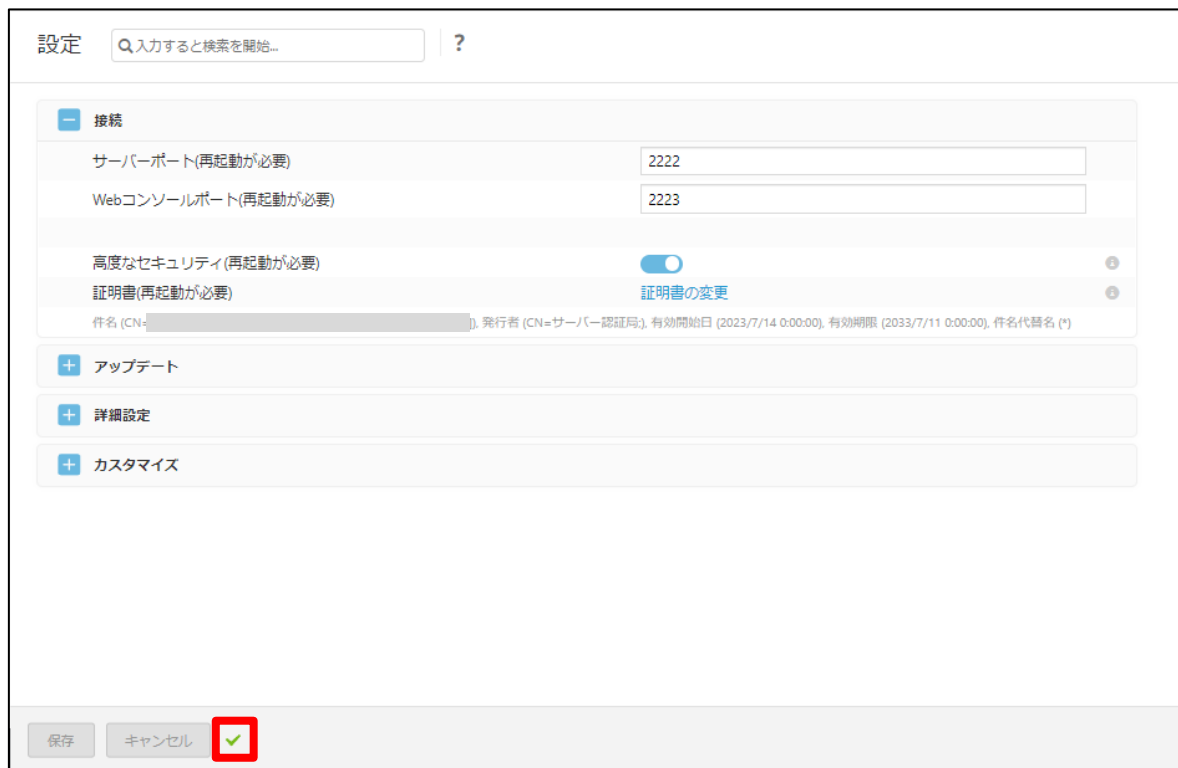 設定 入力すると検索を開始... ?
接続
サーバーポート(再起動が必要) 2222
Webコンソールポート(再起動が必要) 2223
高度なセキュリティ(再起動が必要)
証明書(再起動が必要) 証明書の変更
件名 (CN= ]), 発行者 (CN=サーバー認証局;), 有効開始日 (2023/7/14 0:00:00), 有効期限 (2033/7/11 0:00:00), 件名代替名 (*)
アップデート
詳細設定
カスタマイズ
保存 キャンセル